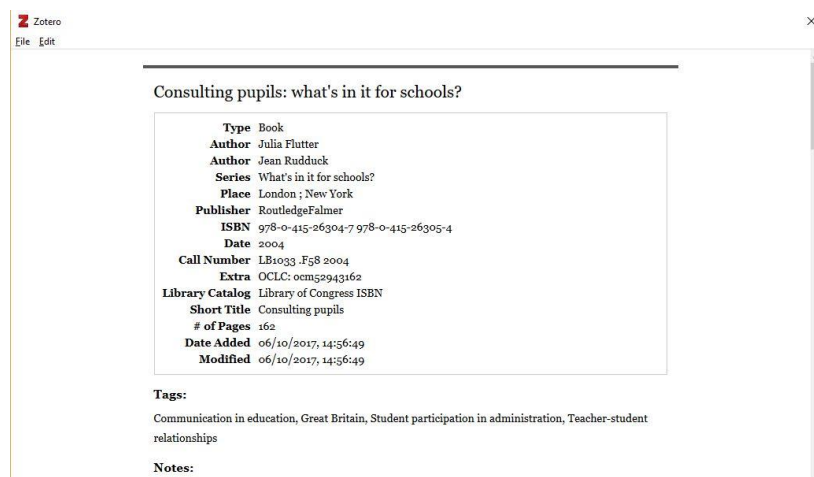 Zotero
File Edit
Consulting pupils: what's in it for schools?
Type Book
Author Julia Flutter
Author Jean Rudduck
Series What's in it for schools?
Place London ; New York
Publisher RoutledgeFalmer
ISBN 978-0-415-26304-7 978-0-415-26305-4
Date 2004
Call Number LB1033 .F58 2004
Extra OCLC: ocm52943162
Library Catalog Library of Congress ISBN
Short Title Consulting pupils
# of Pages 162
Date Added 06/10/2017, 14:56:49
Modified 06/10/2017, 14:56:49
Tags:
Communication in education, Great Britain, Student participation in administration, Teacher-student
relationships
Notes: